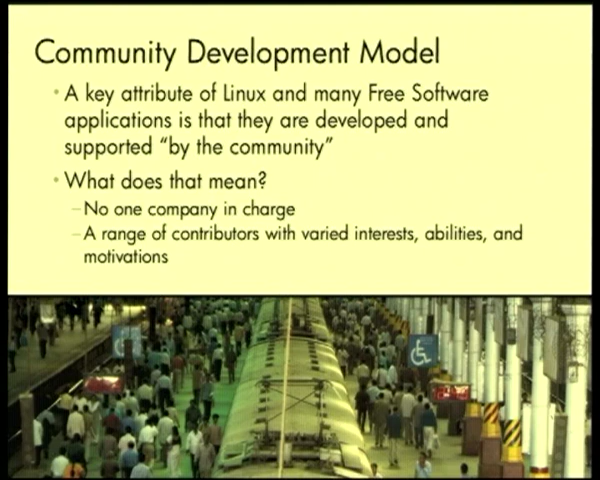 Community Development Model
• A key attribute of Linux and many Free Software
applications is that they are developed and
supported “by the community”
• What does that mean?
– No one company in charge
– A range of contributors with varied interests, abilities, and
motivations